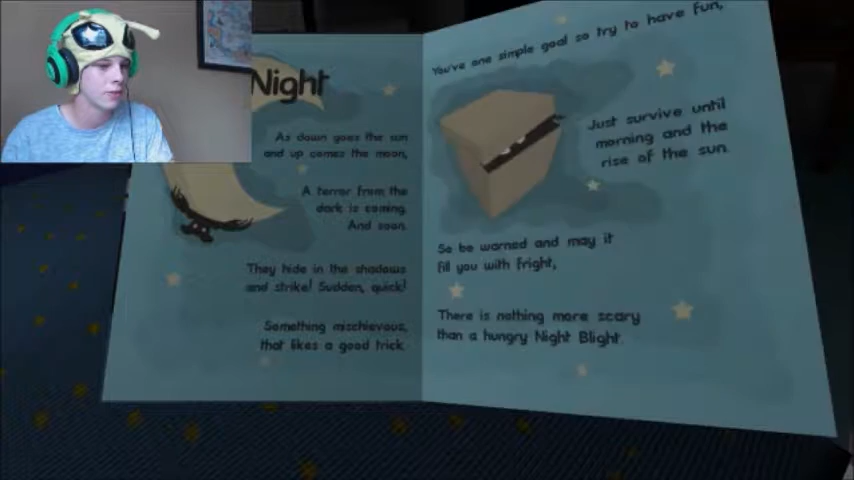 Night
As down goes the sun
and up comes the moon,
A terror from the
dark is coming.
And soon.
They hide in the shadows
and strike! Sudden, quick!
Something mischievous,
that likes a good trick.
You've one simple goal so try to have fun,
Just survive until
morning and the
rise of the sun.
So be warned and may it
fill you with fright,
There is nothing more scary
than a hungry Night Blight.